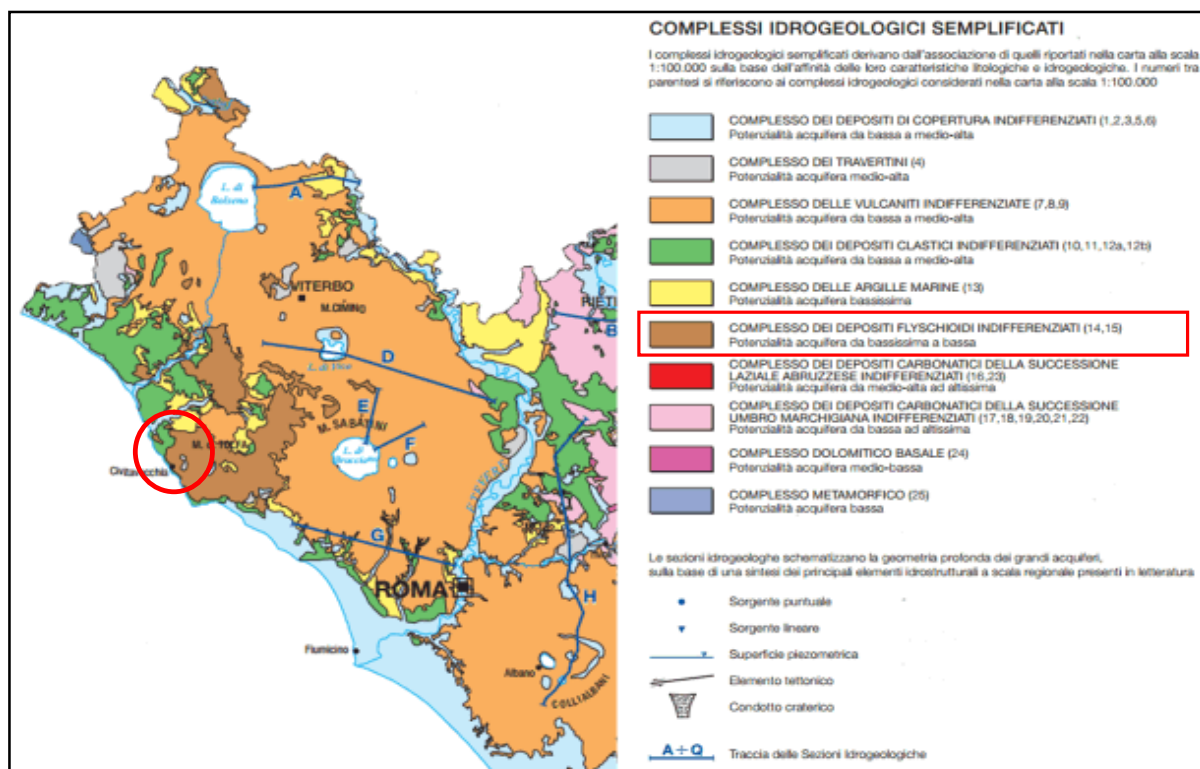 COMPLESSI IDROGEOLOGICI SEMPLIFICATI
I complessi idrogeologici semplificati derivano dall'associazione di quelli riportati nella carta alla scala
1:100.000 sulla base dell'affinità delle loro caratteristiche litologiche e idrogeologiche. I numeri tra
parentesi si riferiscono ai complessi idrogeologici considerati nella carta alla scala 1:100.000
COMPLESSO DEI DEPOSITI DI COPERTURA INDIFFERENZIATI (1,2,3,5,6)
Potenzialità acquifera da bassa a medio-alta
COMPLESSO DEI TRAVERTINI (4)
Potenzialità acquifera medio-alta
COMPLESSO DELLE VULCANITI INDIFFERENZIATE (7,8,9)
Potenzialità acquifera da bassa a medio-alta
COMPLESSO DEI DEPOSITI CLASTICI INDIFFERENZIATI (10,11,12a,12b)
Potenzialità acquifera da bassa a medio-alta
COMPLESSO DELLE ARGILLE MARINE (13)
Potenzialità acquifera bassissima
COMPLESSO DEI DEPOSITI FLYSCHIOIDI INDIFFERENZIATI (14,15)
Potenzialità acquifera da bassissima a bassa
COMPLESSO DEI DEPOSITI CARBONATICI DELLA SUCCESSIONE
LAZIALE ABRUZZESE INDIFFERENZIATI (16,23)
Potenzialità acquifera da medio-alta ad altissima
COMPLESSO DEI DEPOSITI CARBONATICI DELLA SUCCESSIONE
UMBRO MARCHIGIANA INDIFFERENZIATI (17,18,19,20,21,22)
Potenzialità acquifera da bassa ad altissima
COMPLESSO DOLOMITICO BASALE (24)
Potenzialità acquifera medio-bassa
COMPLESSO METAMORFICO (25)
Potenzialità acquifera bassa
Le sezioni idrogeologhe schematizzano la geometria profonda dei grandi acquiferi,
sulla base di una sintesi dei principali elementi idrostrutturali a scala regionale presenti in letteratura
Sorgente puntuale
Sorgente lineare
Superficie piezometrica
Elemento tettonico
Condotto craterico
A÷Q Traccia delle Sezioni Idrogeologiche
L. di
Bolsena
A
VITERBO
M.CIMINO
RIETI
B
D
L. di Vico
E
M. SABATINI
F
L. di
Bracciano
F. TEVERE
Civitavecchia
G
ROMA
H
Fiumicino
Albano
COLLI ALBANI